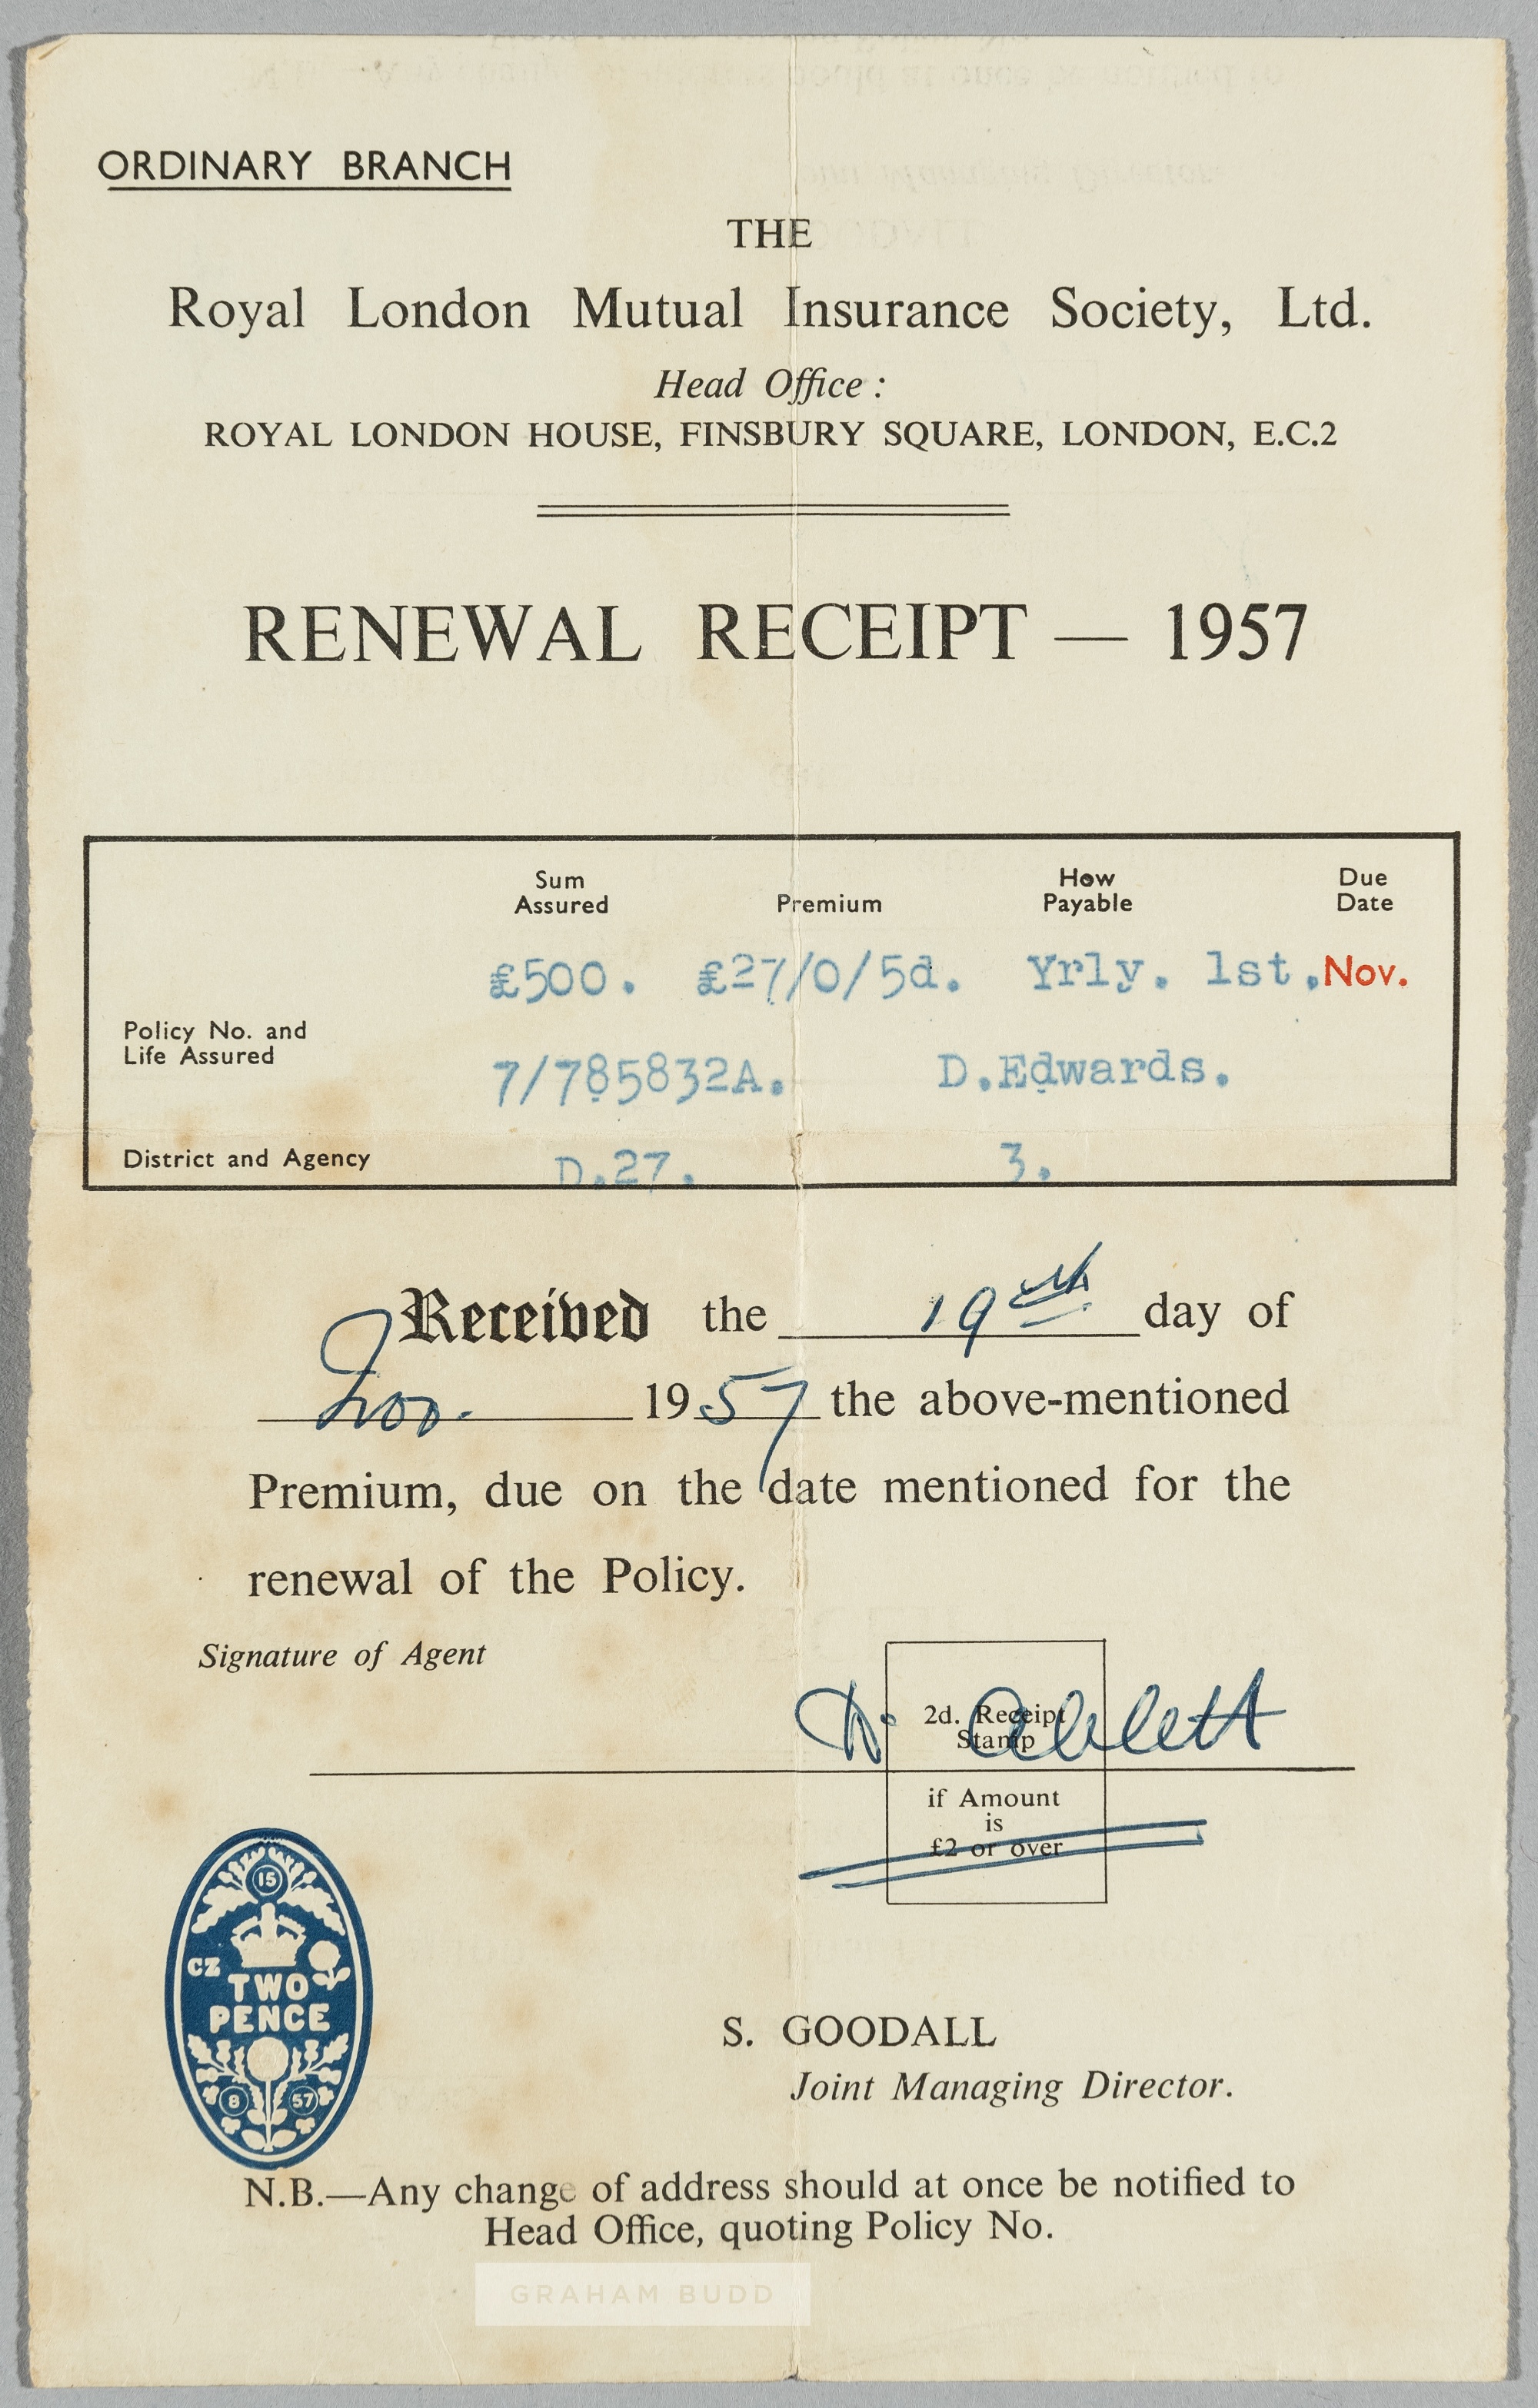 ORDINARY BRANCH
THE
Royal London Mutual Insurance Society, Ltd.
Head Office :
ROYAL LONDON HOUSE, FINSBURY SQUARE, LONDON, E.C.2
RENEWAL RECEIPT — 1957
Sum Assured Premium How Payable Due Date
£500. £27/0/5d. Yrly. 1st. Nov.
Policy No. and
Life Assured
7/785832A. D.Edwards.
District and Agency D.27. 3.
Received the 19th day of
Nov. 1957 the above-mentioned
Premium, due on the date mentioned for the
renewal of the Policy.
Signature of Agent
Ablett
2d. Receipt
Stamp
if Amount
is
£2 or over
15
CZ
TWO
PENCE
8 57
S. GOODALL
Joint Managing Director.
N.B.—Any change of address should at once be notified to
Head Office, quoting Policy No.
GRAHAM BUDD